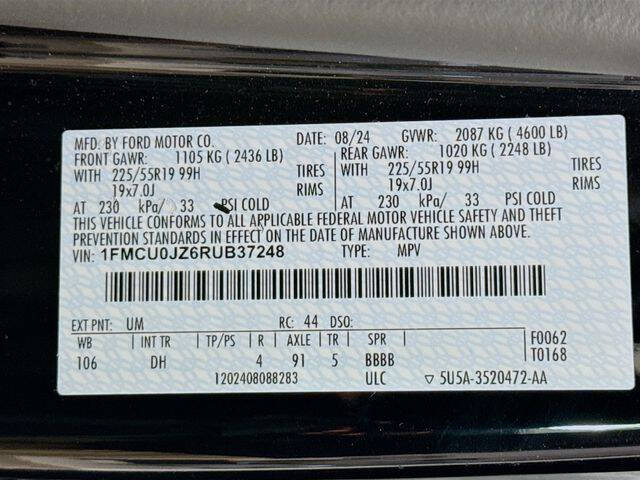 MFD. BY FORD MOTOR CO. DATE: 08/24 GVWR: 2087 KG ( 4600 LB)
FRONT GAWR: 1105 KG ( 2436 LB) REAR GAWR: 1020 KG ( 2248 LB)
WITH 225/55R19 99H TIRES WITH 225/55R19 99H TIRES
19x7.0J RIMS 19x7.0J RIMS
AT 230 kPa/ 33 PSI COLD AT 230 kPa/ 33 PSI COLD
THIS VEHICLE CONFORMS TO ALL APPLICABLE FEDERAL MOTOR VEHICLE SAFETY AND THEFT
PREVENTION STANDARDS IN EFFECT ON THE DATE OF MANUFACTURE SHOWN ABOVE.
VIN: 1FMCU0JZ6RUB37248 TYPE: MPV
EXT PNT: UM RC: 44 DSO:
WB INT TR TP/PS R AXLE TR SPR F0062
106 DH 4 91 5 BBBB T0168
1202408088283 ULC ▽ 5U5A-3520472-AA